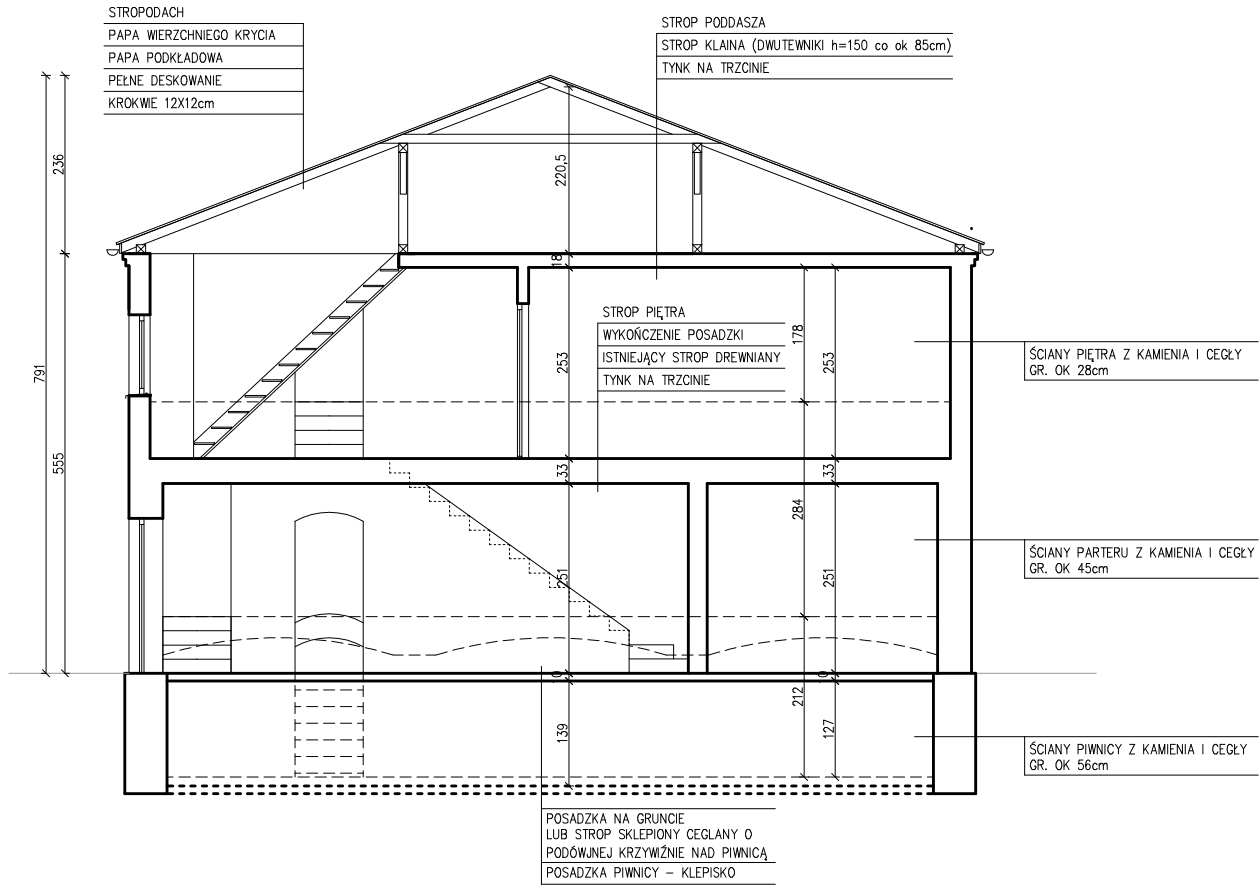 STROPODACH
PAPA WIERZCHNIEGO KRYCIA
PAPA PODKŁADOWA
PEŁNE DESKOWANIE
KROKWIE 12X12cm
STROP PODDASZA
STROP KLAINA (DWUTEWNIKI h=150 co ok 85cm)
TYNK NA TRZCINIE
236
220,5
18
STROP PIĘTRA
WYKOŃCZENIE POSADZKI
ISTNIEJĄCY STROP DREWNIANY
TYNK NA TRZCINIE
178
253
253
ŚCIANY PIĘTRA Z KAMIENIA I CEGŁY
GR. OK 28cm
791
555
33
33
284
251
251
ŚCIANY PARTERU Z KAMIENIA I CEGŁY
GR. OK 45cm
10
10
212
139
127
ŚCIANY PIWNICY Z KAMIENIA I CEGŁY
GR. OK 56cm
POSADZKA NA GRUNCIE
LUB STROP SKLEPIONY CEGLANY O
PODÓWJNEJ KRZYWIŹNIE NAD PIWNICĄ
POSADZKA PIWNICY – KLEPISKO